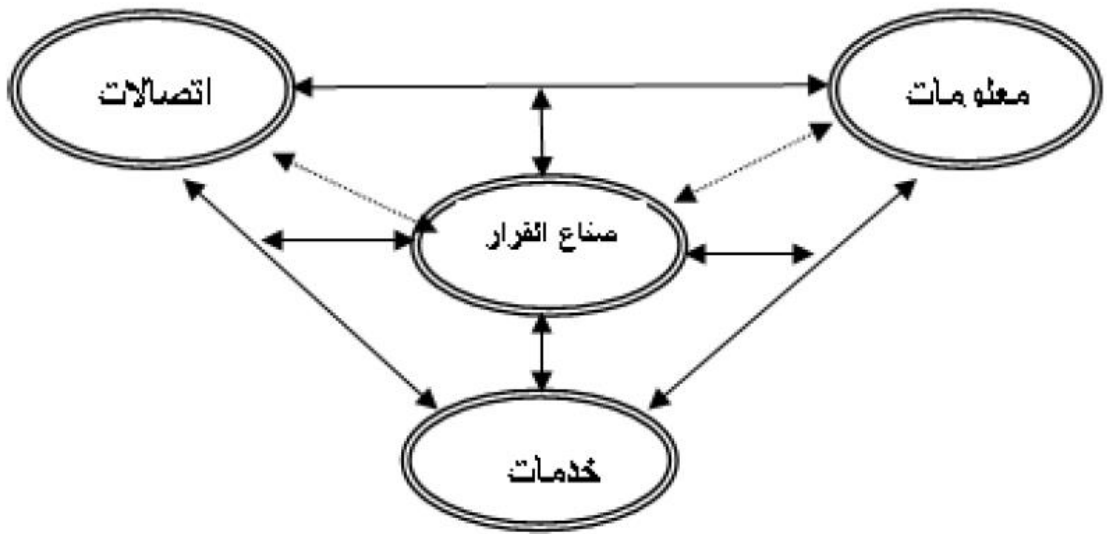 معلومات
اتصالات
صناع القرار
خدمات